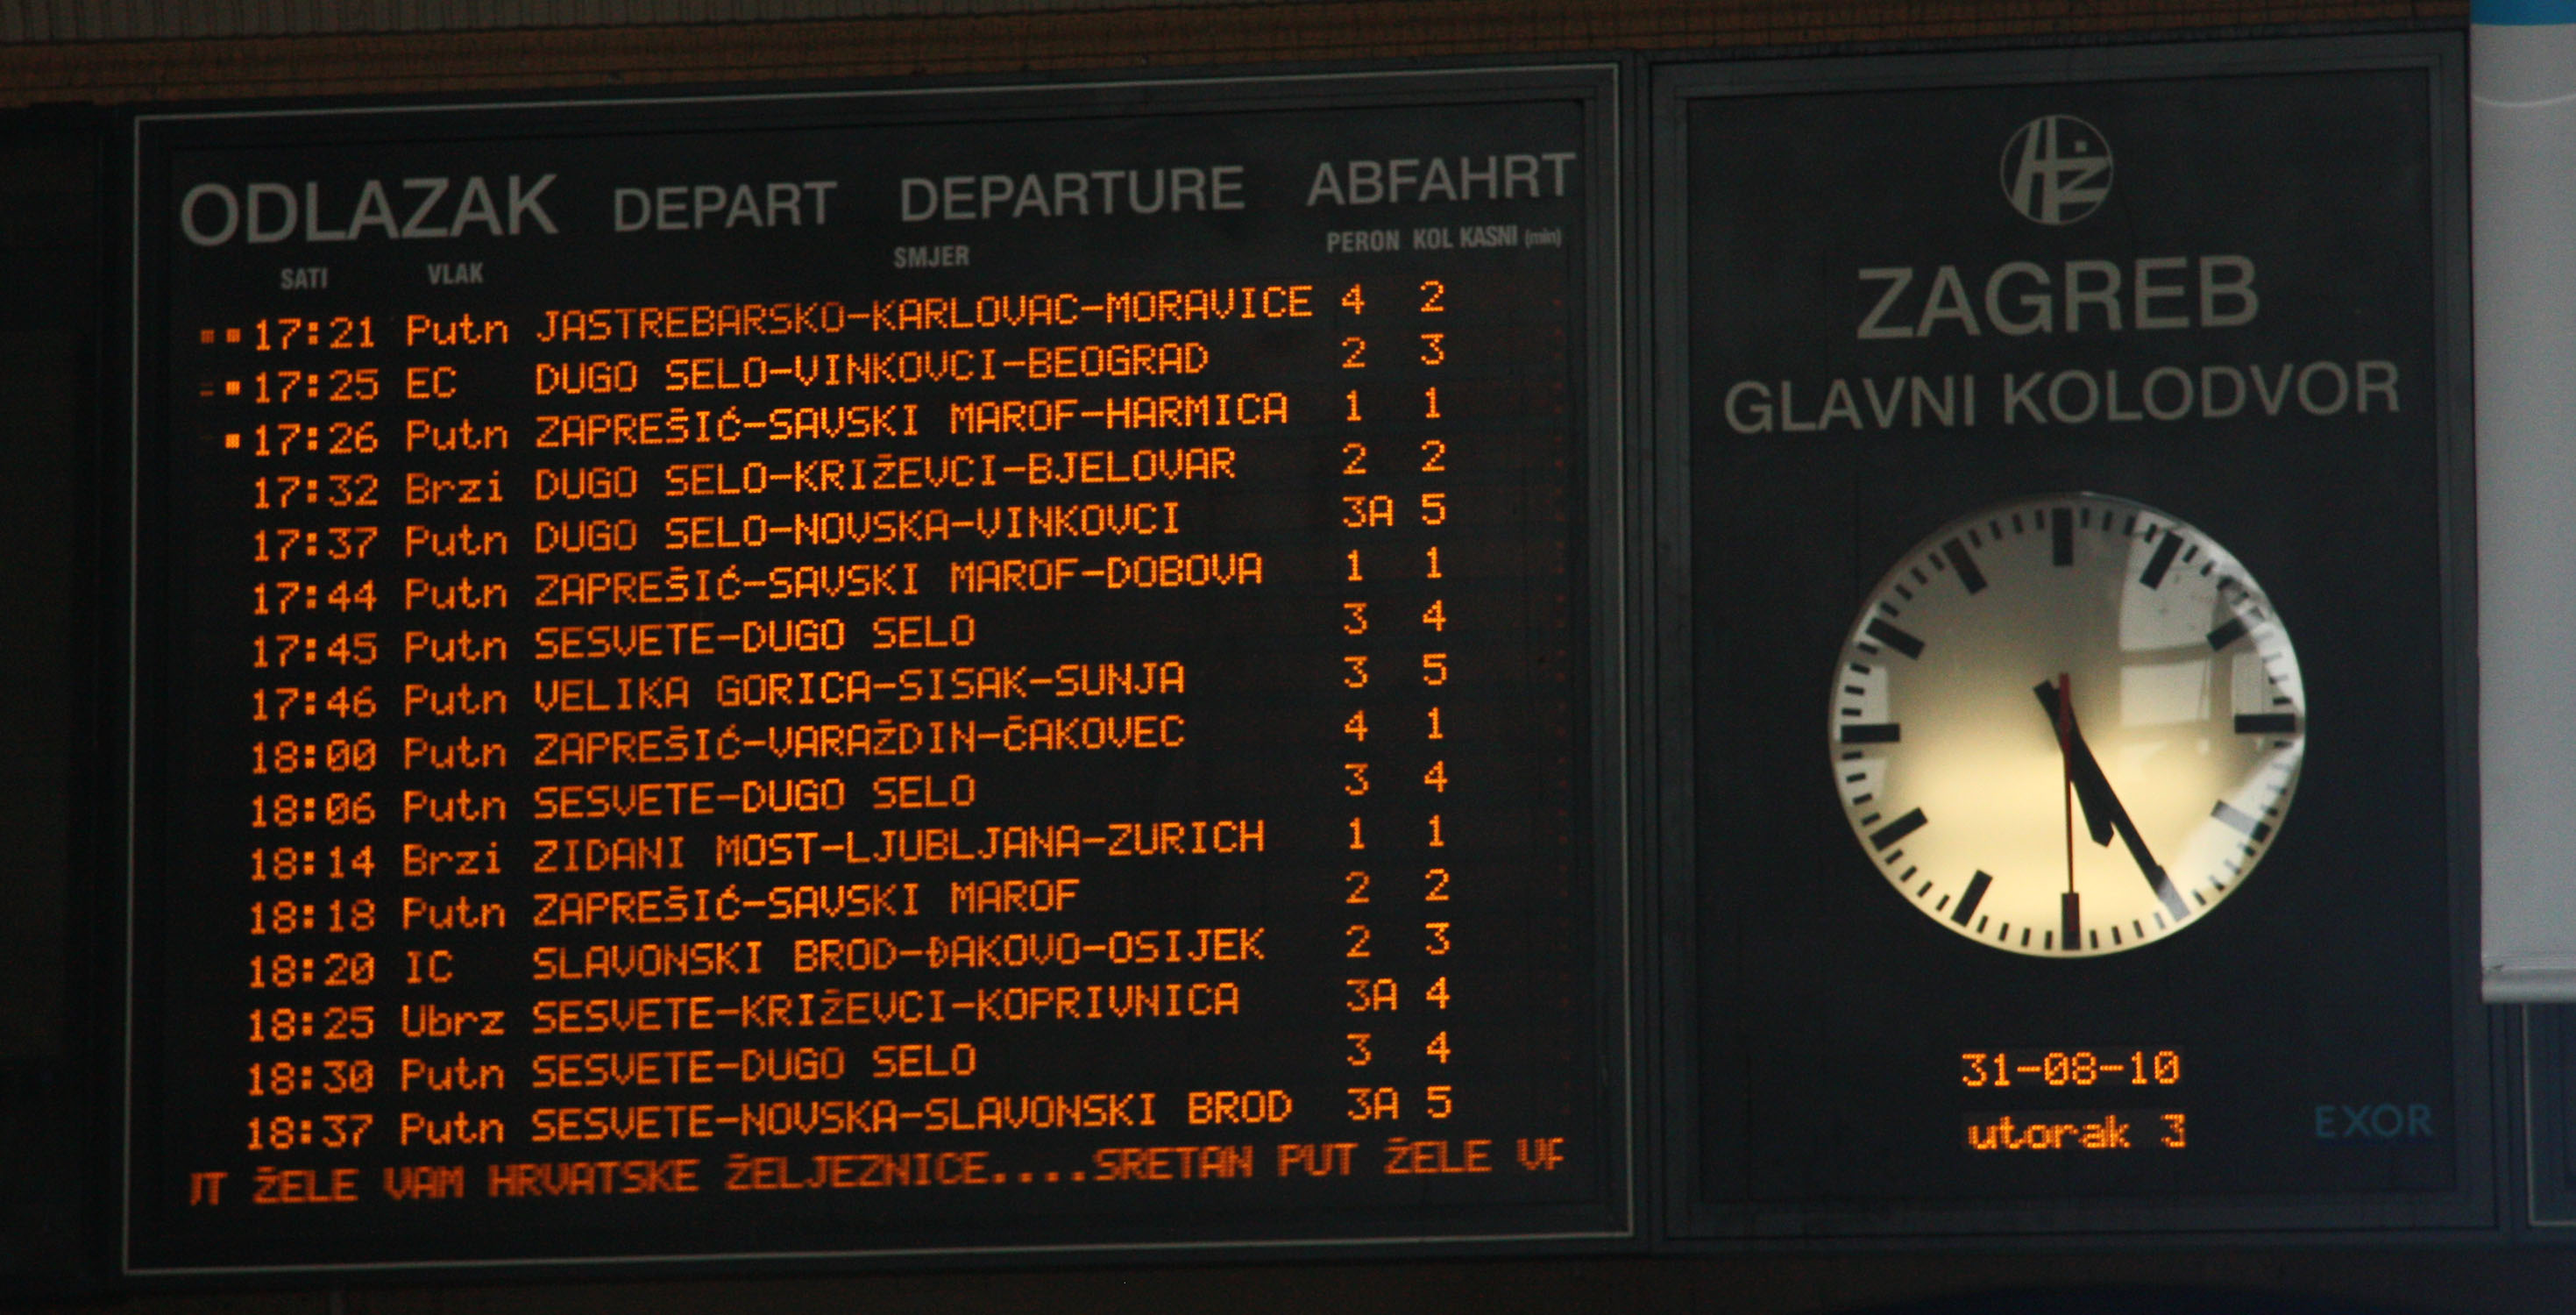 ODLAZAK DEPART DEPARTURE ABFAHRT
SATI VLAK SMJER PERON KOL KASNI (min)
17:21 Putn JASTREBARSKO-KARLOVAC-MORAVICE 4 2
17:25 EC DUGO SELO-VINKOVCI-BEOGRAD 2 3
17:26 Putn ZAPREŠIĆ-SAVSKI MAROF-HARMICA 1 1
17:32 Brzi DUGO SELO-KRIŽEVCI-BJELOVAR 2 2
17:37 Putn DUGO SELO-NOVSKA-VINKOVCI 3A 5
17:44 Putn ZAPREŠIĆ-SAVSKI MAROF-DOBOVA 1 1
17:45 Putn SESVETE-DUGO SELO 3 4
17:46 Putn VELIKA GORICA-SISAK-SUNJA 3 5
18:00 Putn ZAPREŠIĆ-VARAŽDIN-ČAKOVEC 4 1
18:06 Putn SESVETE-DUGO SELO 3 4
18:14 Brzi ZIDANI MOST-LJUBLJANA-ZURICH 1 1
18:18 Putn ZAPREŠIĆ-SAVSKI MAROF 2 2
18:20 IC SLAVONSKI BROD-ĐAKOVO-OSIJEK 2 3
18:25 Ubrz SESVETE-KRIŽEVCI-KOPRIVNICA 3A 4
18:30 Putn SESVETE-DUGO SELO 3 4
18:37 Putn SESVETE-NOVSKA-SLAVONSKI BROD 3A 5
ŽELE VAM HRVATSKE ŽELJEZNICE....SRETAN PUT ŽELE
HŽ
ZAGREB
GLAVNI KOLODVOR
31-08-10
utorak 3
EXOR